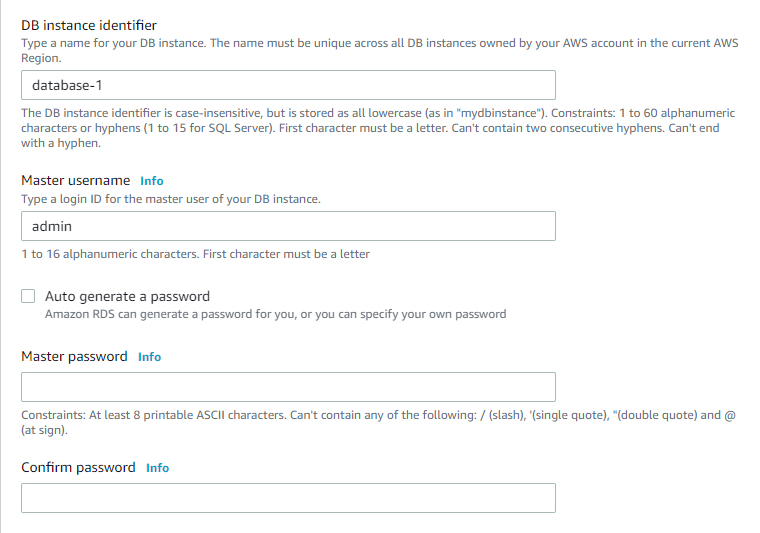 DB instance identifier
Type a name for your DB instance. The name must be unique across all DB instances owned by your AWS account in the current AWS
Region.
database-1
The DB instance identifier is case-insensitive, but is stored as all lowercase (as in "mydbinstance"). Constraints: 1 to 60 alphanumeric
characters or hyphens (1 to 15 for SQL Server). First character must be a letter. Can't contain two consecutive hyphens. Can't end
with a hyphen.
Master username Info
Type a login ID for the master user of your DB instance.
admin
1 to 16 alphanumeric characters. First character must be a letter
Auto generate a password
Amazon RDS can generate a password for you, or you can specify your own password
Master password Info
Constraints: At least 8 printable ASCII characters. Can't contain any of the following: / (slash), '(single quote), "(double quote) and @
(at sign).
Confirm password Info